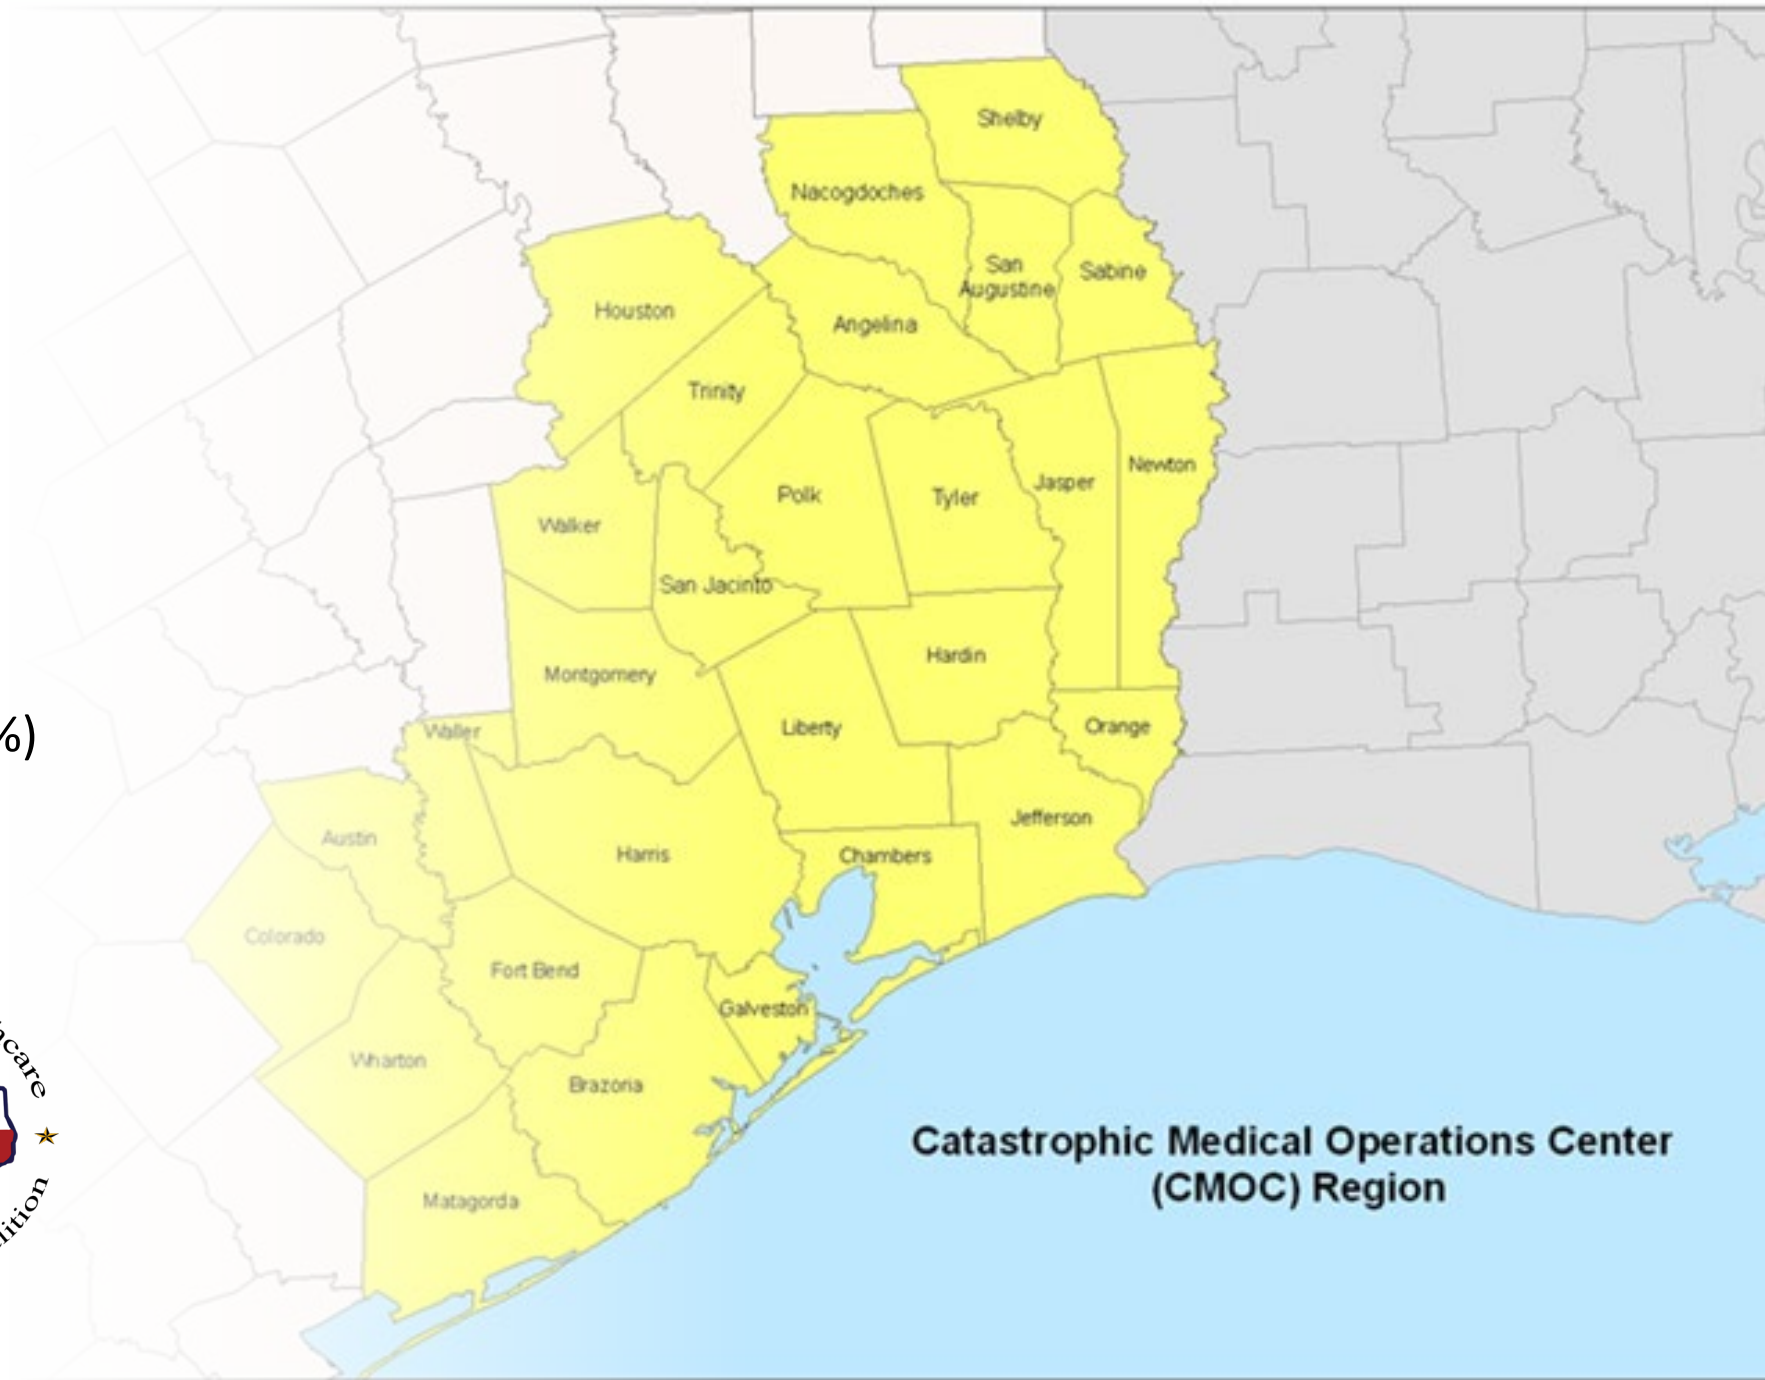 Shelby
Nacogdoches
San
Augustine
Sabine
Houston
Angelina
Trinity
Newton
Jasper
Polk
Tyler
Walker
San Jacinto
Hardin
Montgomery
Liberty
Orange
Waller
%)
Jefferson
Austin
Harris
Chambers
Colorado
Fort Bend
Galveston
Wharton
Brazoria
Catastrophic Medical Operations Center
(CMOC) Region
Matagorda